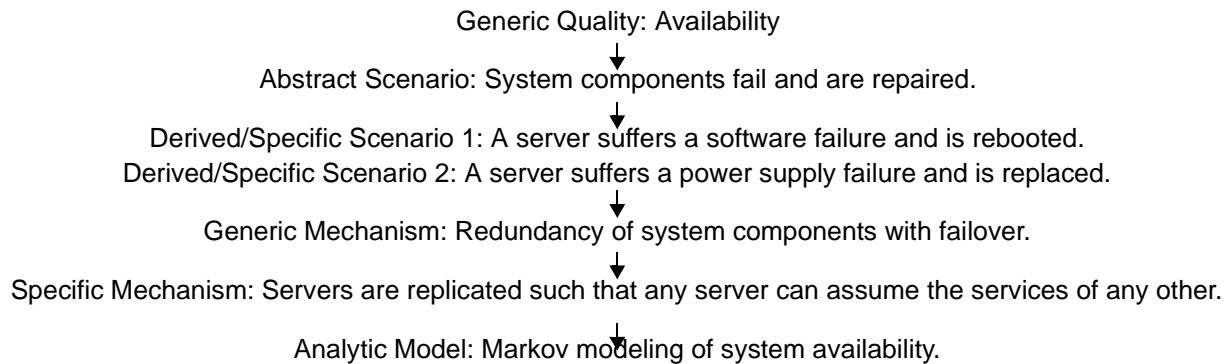 Generic Quality: Availability
Abstract Scenario: System components fail and are repaired.
Derived/Specific Scenario 1: A server suffers a software failure and is rebooted.
Derived/Specific Scenario 2: A server suffers a power supply failure and is replaced.
Generic Mechanism: Redundancy of system components with failover.
Specific Mechanism: Servers are replicated such that any server can assume the services of any other.
Analytic Model: Markov modeling of system availability.